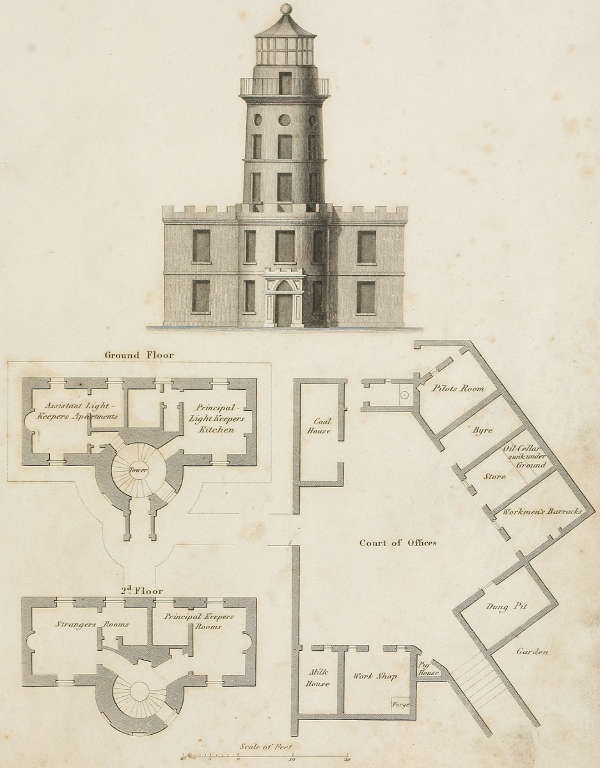 Ground Floor
Assistant Light-
Keepers Apartments
Principal
Light Keepers
Kitchen
Tower
Coal
House
Pilots Room
Byre
Oil Cellar
sunk under
Ground
Store
Workmen's Barracks
Court of Offices
2d Floor
Strangers Rooms
Principal Keepers
Rooms
Dung Pit
Garden
Milk
House
Work Shop
Pig
House
Forge
Scale of Feet
10
20